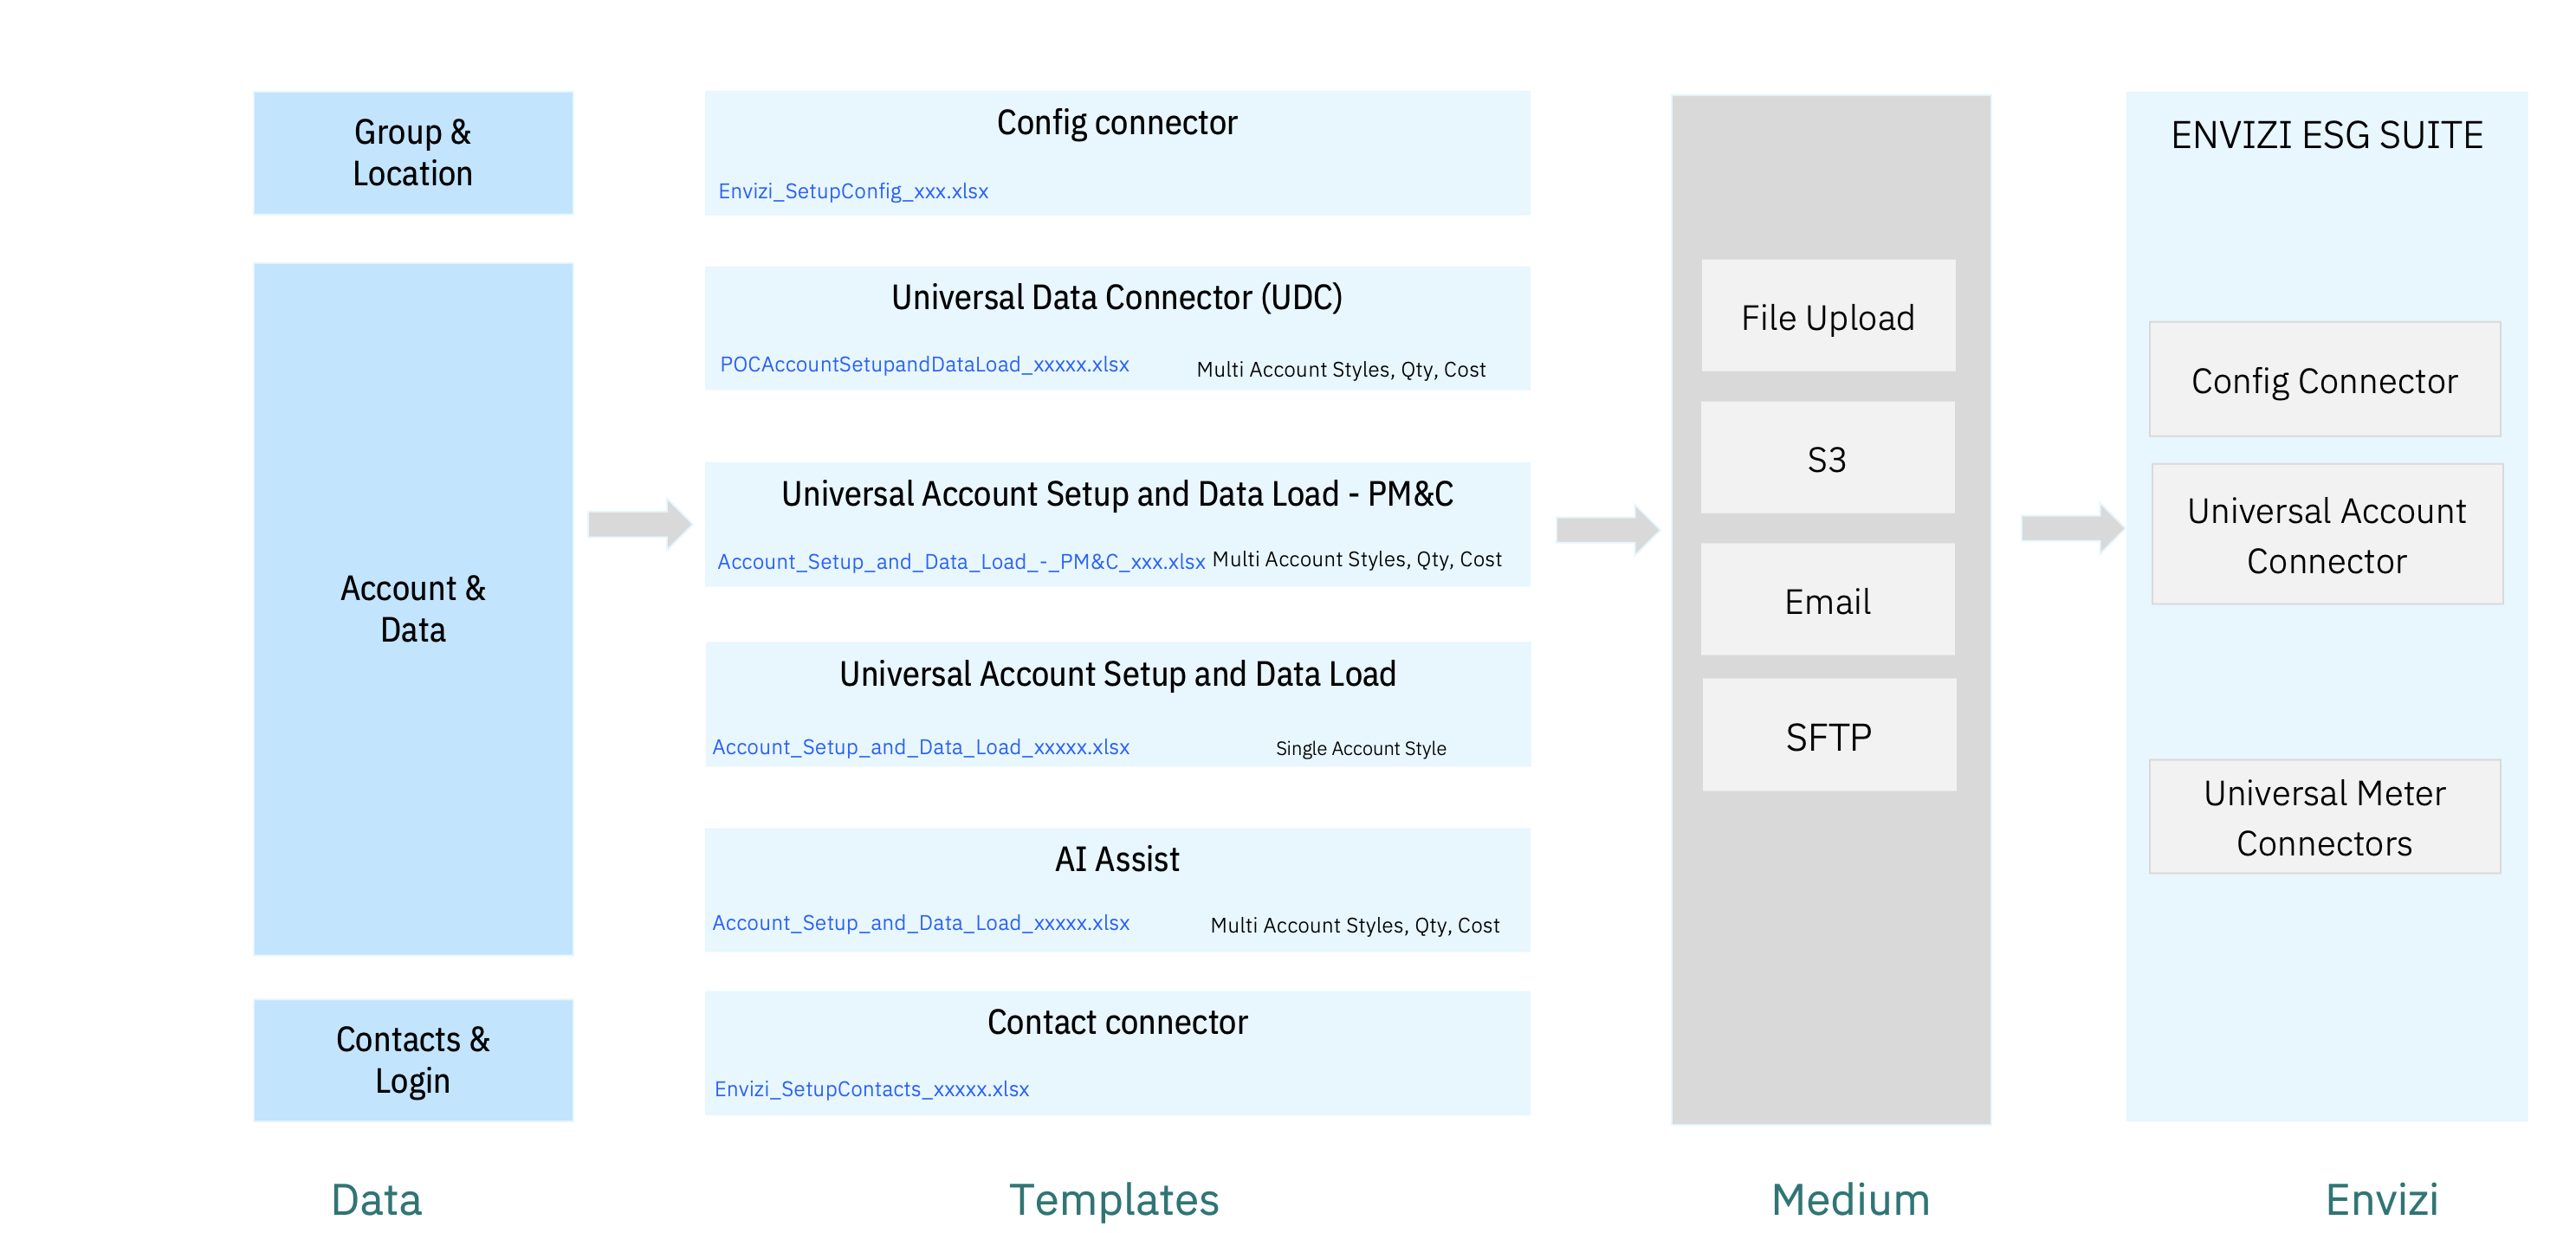 Group &
Location
Account &
Data
Contacts &
Login
Data
Config connector
Envizi_SetupConfig_xxx.xlsx
Universal Data Connector (UDC)
POCAccountSetupandDataLoad_xxxxx.xlsx
Multi Account Styles, Qty, Cost
Universal Account Setup and Data Load - PM&C
Account_Setup_and_Data_Load_-_PM&C_xxx.xlsx
Multi Account Styles, Qty, Cost
Universal Account Setup and Data Load
Account_Setup_and_Data_Load_xxxxx.xlsx
Single Account Style
AI Assist
Account_Setup_and_Data_Load_xxxxx.xlsx
Multi Account Styles, Qty, Cost
Contact connector
Envizi_SetupContacts_xxxxx.xlsx
Templates
File Upload
S3
Email
SFTP
Medium
ENVIZI ESG SUITE
Config Connector
Universal Account
Connector
Universal Meter
Connectors
Envizi